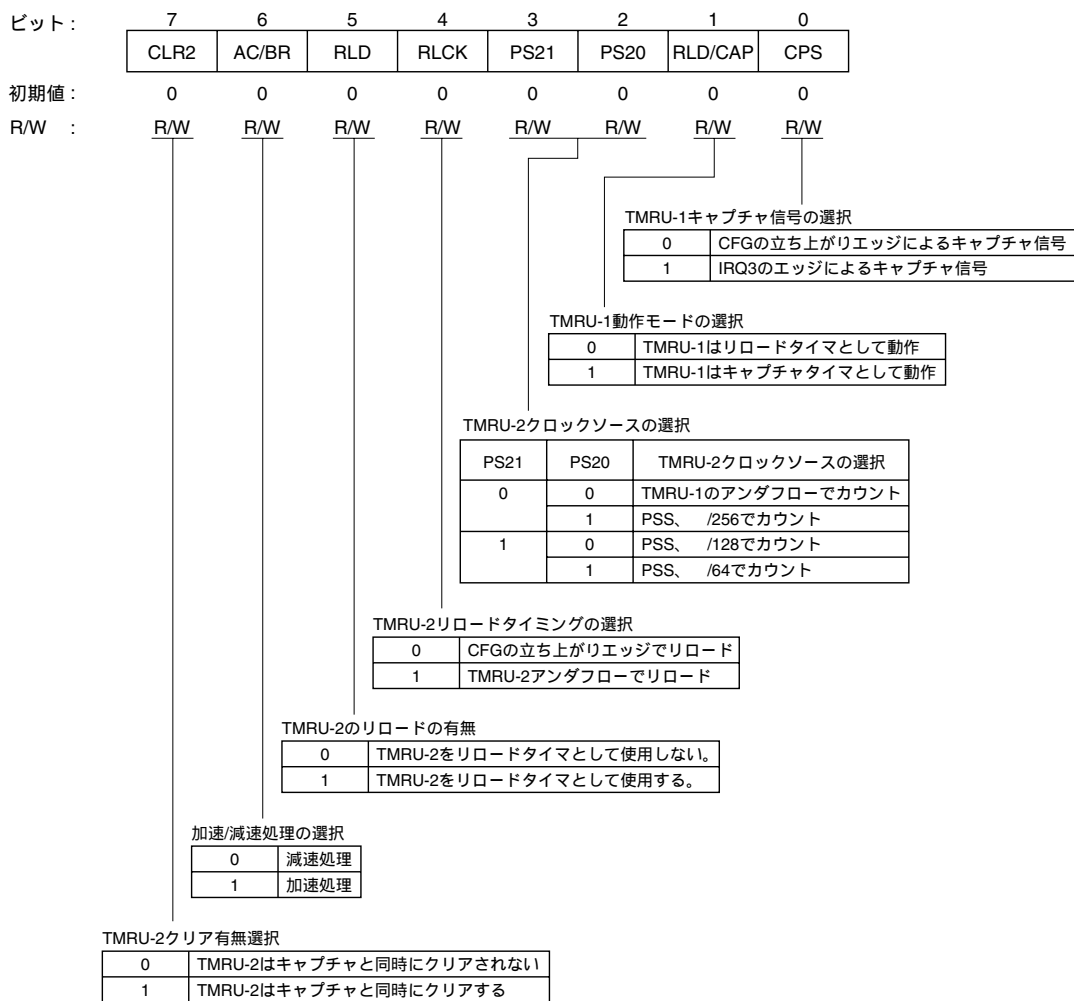 ビット : 7 6 5 4 3 2 1 0
CLR2 AC/BR RLD RLCK PS21 PS20 RLD/CAP CPS
初期値 : 0 0 0 0 0 0 0 0
R/W : R/W R/W R/W R/W R/W R/W R/W R/W
TMRU-1キャプチャ信号の選択
0 CFGの立ち上がりエッジによるキャプチャ信号
1 IRQ3のエッジによるキャプチャ信号
TMRU-1動作モードの選択
0 TMRU-1はリロードタイマとして動作
1 TMRU-1はキャプチャタイマとして動作
TMRU-2クロックソースの選択
PS21 PS20 TMRU-2クロックソースの選択
0 0 TMRU-1のアンダフローでカウント
1 PSS、 /256でカウント
1 0 PSS、 /128でカウント
1 PSS、 /64でカウント
TMRU-2リロードタイミングの選択
0 CFGの立ち上がりエッジでリロード
1 TMRU-2アンダフローでリロード
TMRU-2のリロードの有無
0 TMRU-2をリロードタイマとして使用しない。
1 TMRU-2をリロードタイマとして使用する。
加速/減速処理の選択
0 減速処理
1 加速処理
TMRU-2クリア有無選択
0 TMRU-2はキャプチャと同時にクリアされない
1 TMRU-2はキャプチャと同時にクリアする